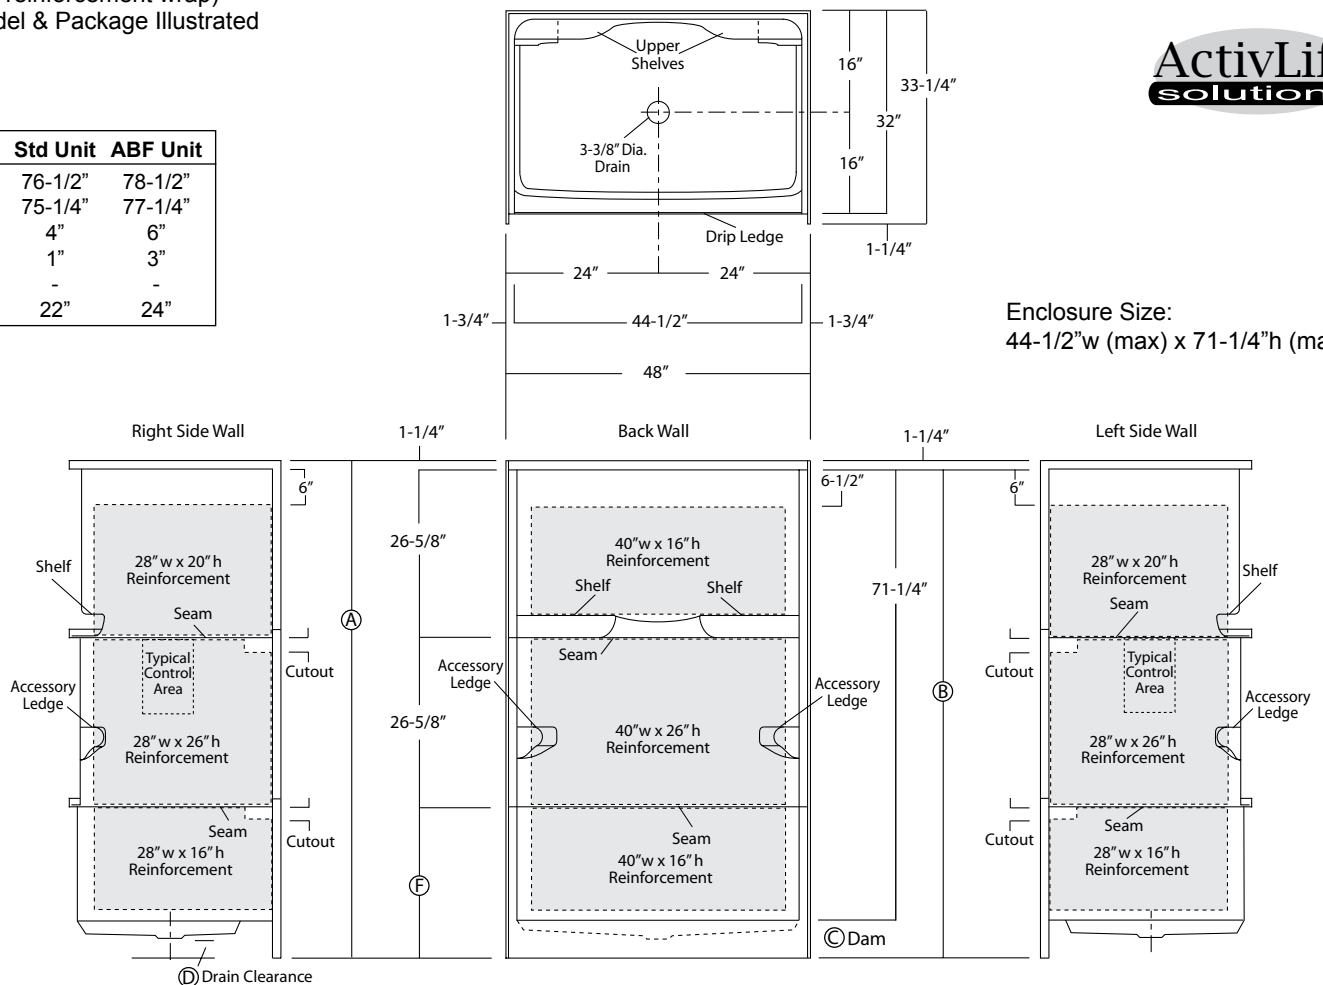 del & Package Illustrated
Upper
Shelves
16”
33-1/4”
32”
3-3/8” Dia.
Drain
16”
Drip Ledge
1-1/4”
24”
24”
1-3/4”
44-1/2”
1-3/4”
48”
ActivLif
solution
Std Unit ABF Unit
76-1/2” 78-1/2”
75-1/4” 77-1/4”
4” 6”
1” 3”
- -
22” 24”
Enclosure Size:
44-1/2”w (max) x 71-1/4”h (ma
Right Side Wall
1-1/4”
Back Wall
1-1/4”
Left Side Wall
6”
28” w x 20” h
Reinforcement
Shelf
Seam
Typical
Control
Area
Cutout
Accessory
Ledge
28” w x 26” h
Reinforcement
Seam
Cutout
28” w x 16” h
Reinforcement
D Drain Clearance
A
26-5/8”
26-5/8”
F
40”w x 16” h
Reinforcement
Shelf
Shelf
Seam
Accessory
Ledge
Accessory
Ledge
40”w x 26” h
Reinforcement
Seam
40”w x 16” h
Reinforcement
6-1/2”
71-1/4”
B
C Dam
6”
28” w x 20” h
Reinforcement
Seam
Shelf
Cutout
Typical
Control
Area
Accessory
Ledge
28” w x 26” h
Reinforcement
Cutout
Seam
28” w x 16” h
Reinforcement